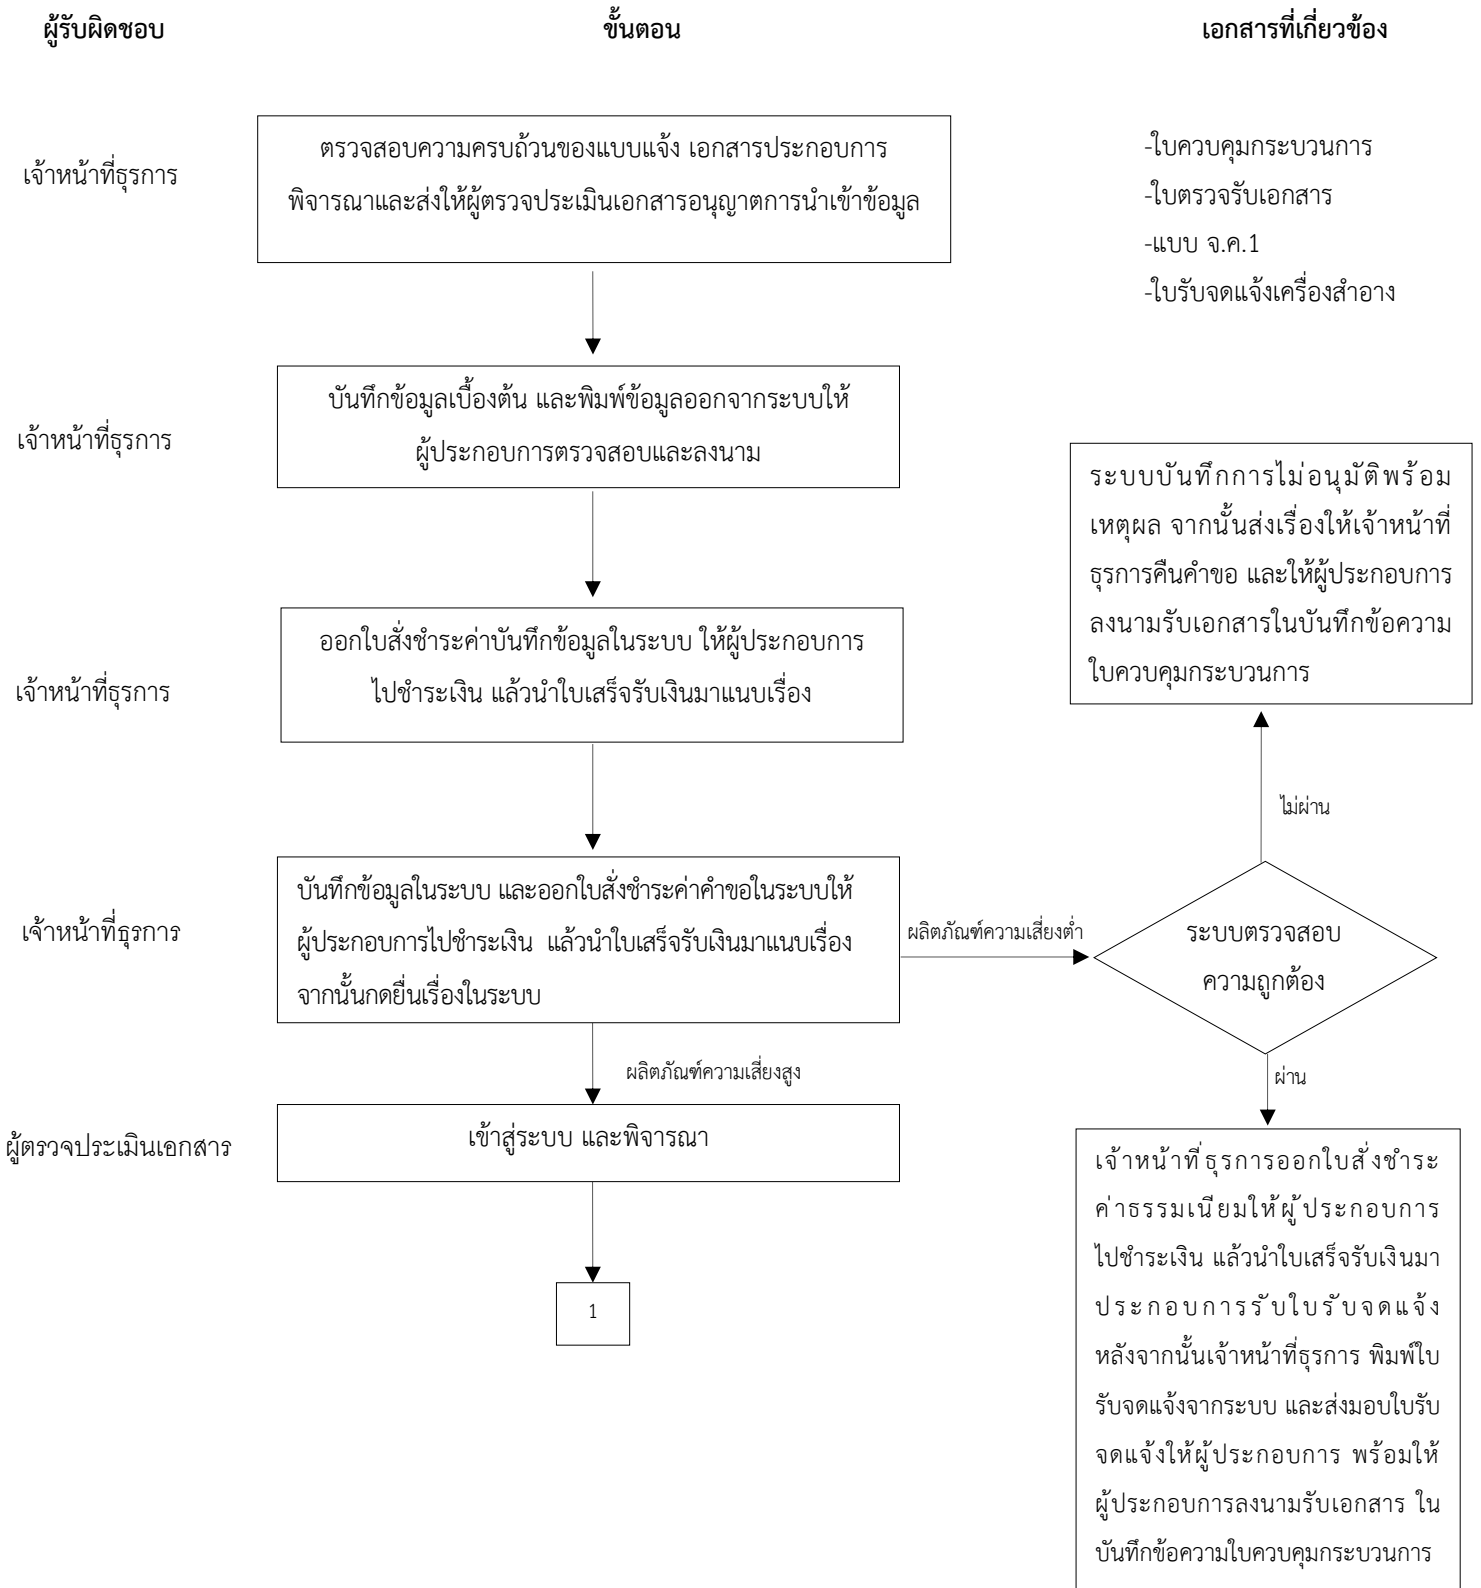 ผู้รับผิดชอบ
ขั้นตอน
เอกสารที่เกี่ยวข้อง
เจ้าหน้าที่ธุรการ
ตรวจสอบความครบถ้วนของแบบแจ้ง เอกสารประกอบการ
พิจารณาและส่งให้ผู้ตรวจประเมินเอกสารอนุญาตการนำเข้าข้อมูล
-ใบควบคุมกระบวนการ
-ใบตรวจรับเอกสาร
-แบบ จ.ค.1
-ใบรับจดแจ้งเครื่องสำอาง
เจ้าหน้าที่ธุรการ
บันทึกข้อมูลเบื้องต้น และพิมพ์ข้อมูลออกจากระบบให้
ผู้ประกอบการตรวจสอบและลงนาม
ระบบบันทึกการไม่อนุมัติพร้อม
เหตุผล จากนั้นส่งเรื่องให้เจ้าหน้าที่
ธุรการคืนคำขอ และให้ผู้ประกอบการ
ลงนามรับเอกสารในบันทึกข้อความ
ใบควบคุมกระบวนการ
เจ้าหน้าที่ธุรการ
ออกใบสั่งชำระค่าบันทึกข้อมูลในระบบ ให้ผู้ประกอบการ
ไปชำระเงิน แล้วนำใบเสร็จรับเงินมาแนบเรื่อง
ไม่ผ่าน
เจ้าหน้าที่ธุรการ
บันทึกข้อมูลในระบบ และออกใบสั่งชำระค่าคำขอในระบบให้
ผู้ประกอบการไปชำระเงิน แล้วนำใบเสร็จรับเงินมาแนบเรื่อง
จากนั้นกดยื่นเรื่องในระบบ
ผลิตภัณฑ์ความเสี่ยงต่ำ
ระบบตรวจสอบ
ความถูกต้อง
ผลิตภัณฑ์ความเสี่ยงสูง
ผ่าน
ผู้ตรวจประเมินเอกสาร
เข้าสู่ระบบ และพิจารณา
1
เจ้าหน้าที่ธุรการออกใบสั่งชำระ
ค่าธรรมเนียมให้ผู้ประกอบการ
ไปชำระเงิน แล้วนำใบเสร็จรับเงินมา
ประกอบการรับใบรับจดแจ้ง
หลังจากนั้นเจ้าหน้าที่ธุรการ พิมพ์ใบ
รับจดแจ้งจากระบบ และส่งมอบใบรับ
จดแจ้งให้ผู้ประกอบการ พร้อมให้
ผู้ประกอบการลงนามรับเอกสาร ใน
บันทึกข้อความใบควบคุมกระบวนการ